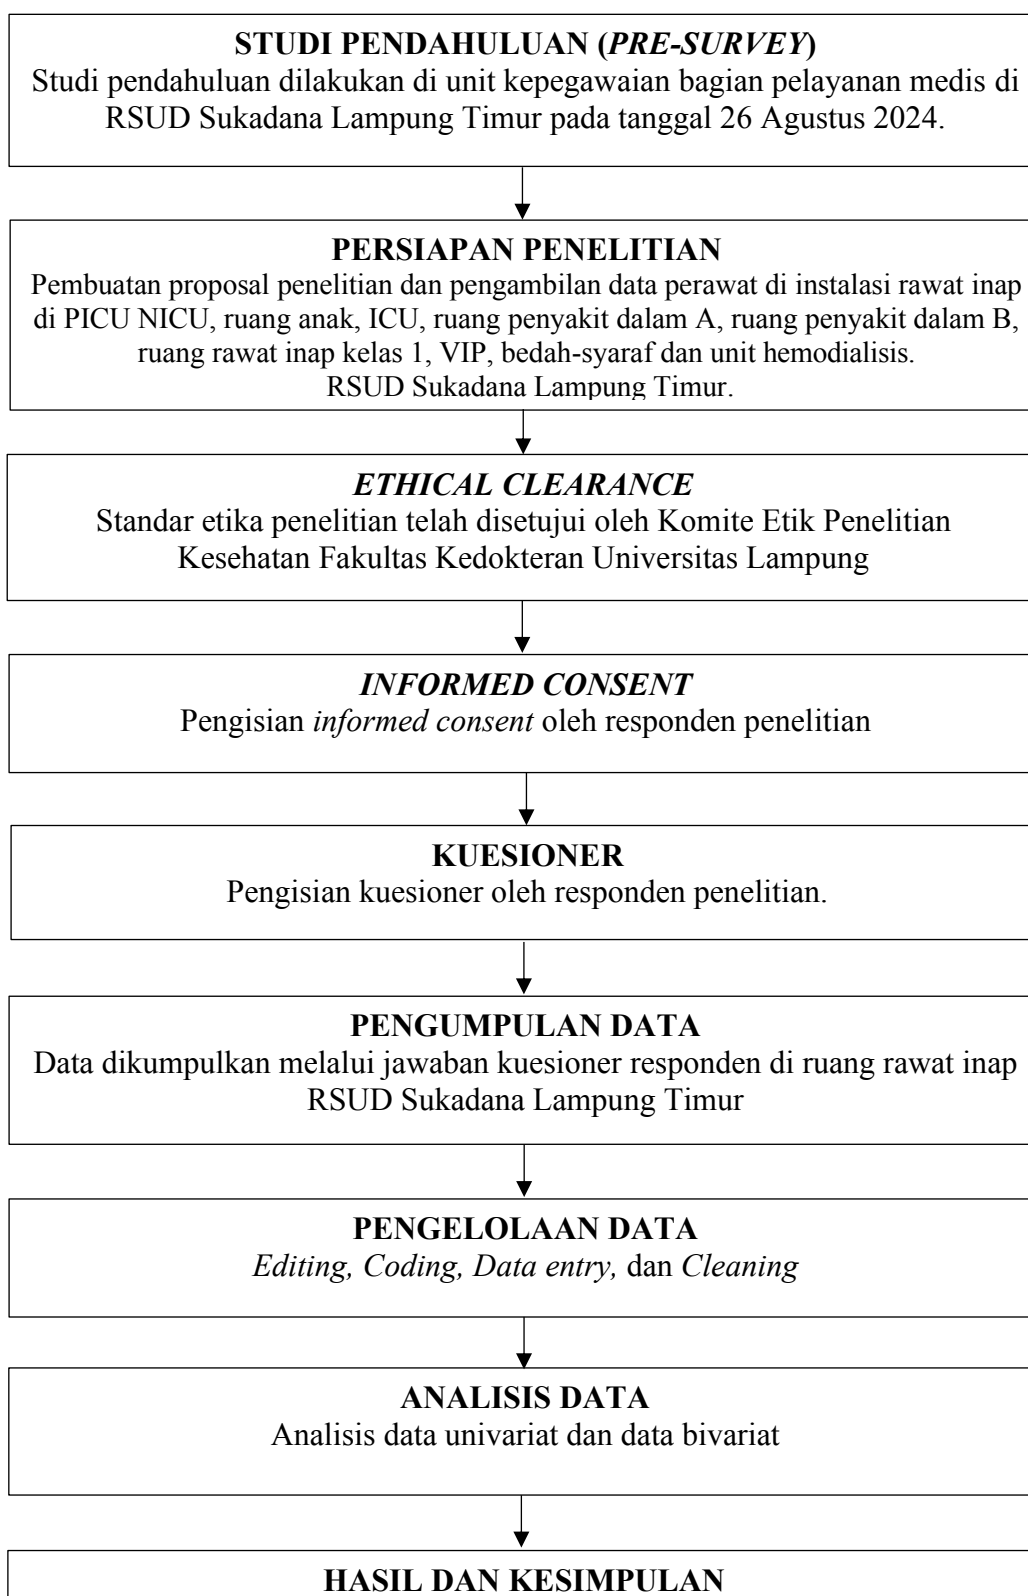 STUDI PENDAHULUAN (PRE-SURVEY)
Studi pendahuluan dilakukan di unit kepegawaian bagian pelayanan medis di
RSUD Sukadana Lampung Timur pada tanggal 26 Agustus 2024.
PERSIAPAN PENELITIAN
Pembuatan proposal penelitian dan pengambilan data perawat di instalasi rawat inap
di PICU NICU, ruang anak, ICU, ruang penyakit dalam A, ruang penyakit dalam B,
ruang rawat inap kelas 1, VIP, bedah-syaraf dan unit hemodialisis.
RSUD Sukadana Lampung Timur.
ETHICAL CLEARANCE
Standar etika penelitian telah disetujui oleh Komite Etik Penelitian
Kesehatan Fakultas Kedokteran Universitas Lampung
INFORMED CONSENT
Pengisian informed consent oleh responden penelitian
KUESIONER
Pengisian kuesioner oleh responden penelitian.
PENGUMPULAN DATA
Data dikumpulkan melalui jawaban kuesioner responden di ruang rawat inap
RSUD Sukadana Lampung Timur
PENGELOLAAN DATA
Editing, Coding, Data entry, dan Cleaning
ANALISIS DATA
Analisis data univariat dan data bivariat
HASIL DAN KESIMPULAN